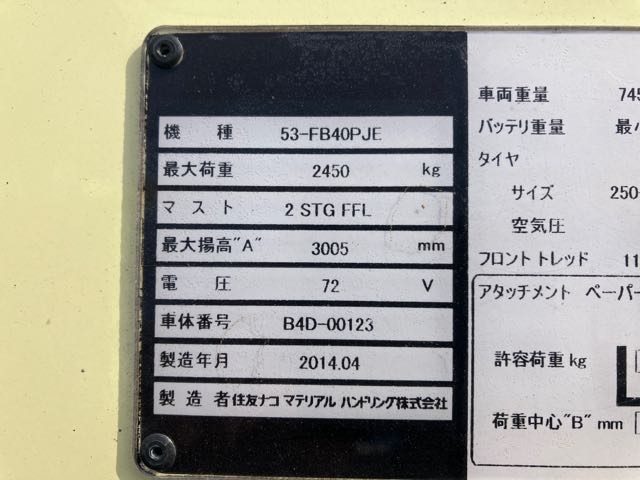 機 種 53-FB40PJE
最大荷重 2450 kg
マスト 2 STG FFL
最大揚高"A" 3005 mm
電 圧 72 V
車体番号 B4D-00123
製造年月 2014.04
製造者 住友ナコ マテリアル ハンドリング株式会社
車両重量 745
バッテリ重量 最小
タイヤ
サイズ 250-
空気圧
フロントトレッド 11
アタッチメント ペーパー
許容荷重 kg
荷重中心"B" mm